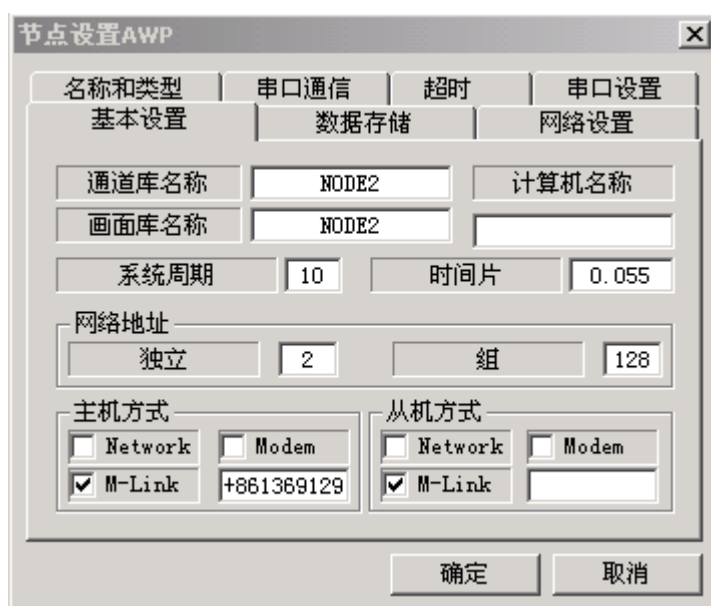 节点设置AWP
名称和类型 串口通信 超时 串口设置
基本设置 数据存储 网络设置
通道库名称 NODE2 计算机名称
画面库名称 NODE2
系统周期 10 时间片 0.055
网络地址
独立 2 组 128
主机方式 从机方式
Network Modem Network Modem
M-Link +861369129 M-Link
确定 取消